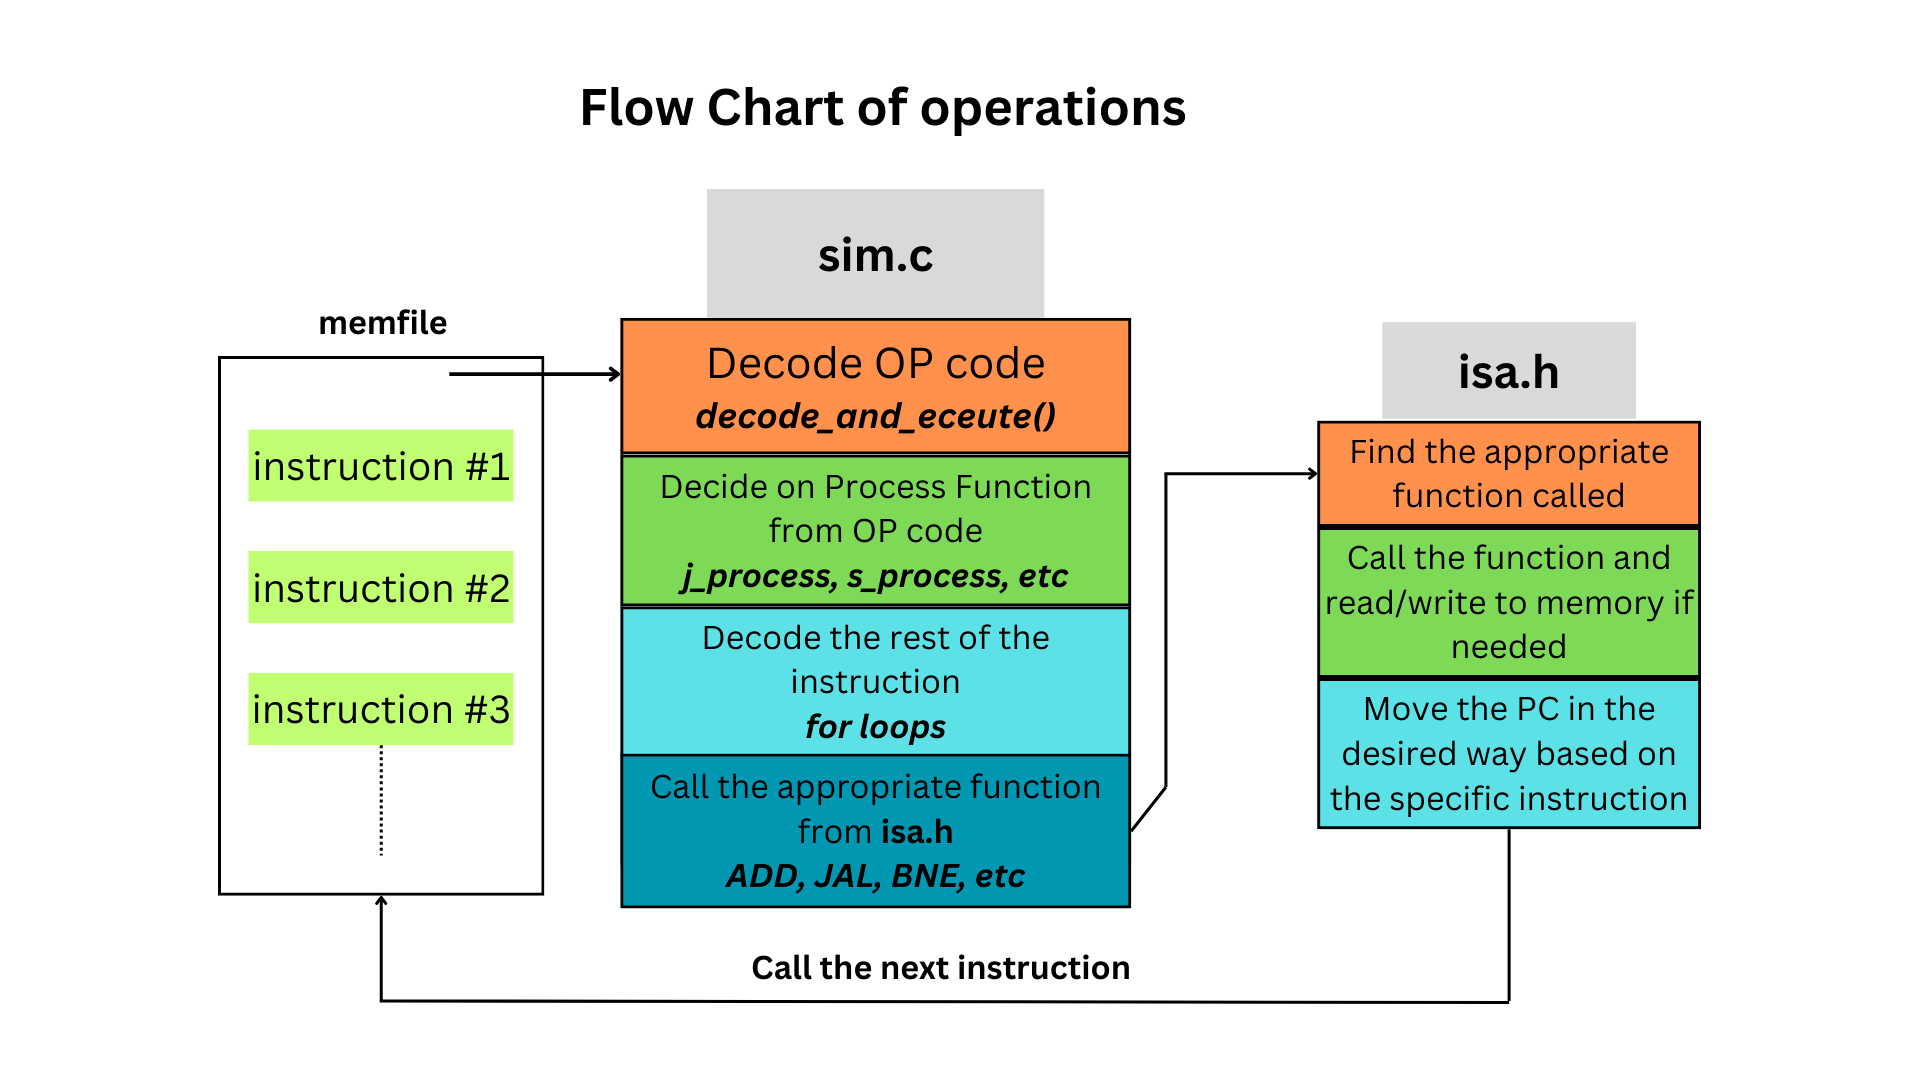 Flow Chart of operations
memfile
instruction #1
instruction #2
instruction #3
sim.c
Decode OP code
decode_and_eceute()
Decide on Process Function
from OP code
j_process, s_process, etc
Decode the rest of the
instruction
for loops
Call the appropriate function
from isa.h
ADD, JAL, BNE, etc
isa.h
Find the appropriate
function called
Call the function and
read/write to memory if
needed
Move the PC in the
desired way based on
the specific instruction
Call the next instruction